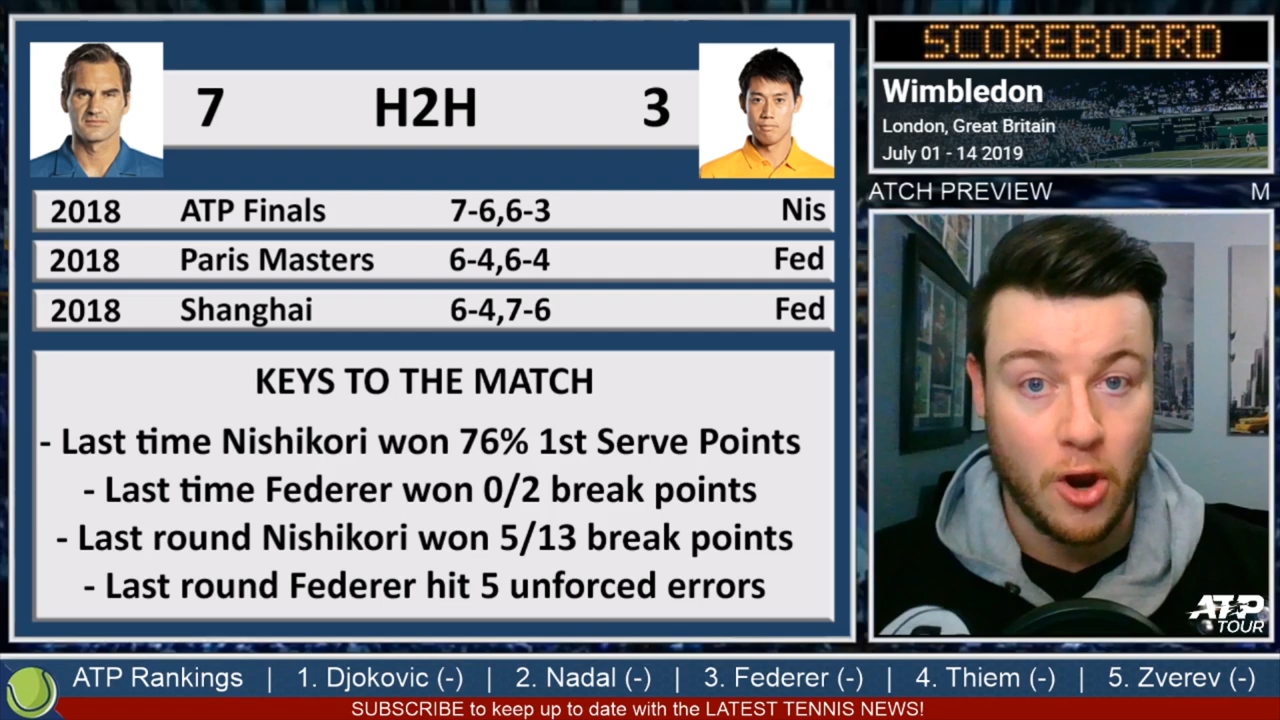 7 H2H 3
2018 ATP Finals 7-6,6-3 Nis
2018 Paris Masters 6-4,6-4 Fed
2018 Shanghai 6-4,7-6 Fed
KEYS TO THE MATCH
- Last time Nishikori won 76% 1st Serve Points
- Last time Federer won 0/2 break points
- Last round Nishikori won 5/13 break points
- Last round Federer hit 5 unforced errors
SCOREBOARD
Wimbledon
London, Great Britain
July 01 - 14 2019
ATCH PREVIEW M
ATP
TOUR
ATP Rankings | 1. Djokovic (-) | 2. Nadal (-) | 3. Federer (-) | 4. Thiem (-) | 5. Zverev (-)
SUBSCRIBE to keep up to date with the LATEST TENNIS NEWS!